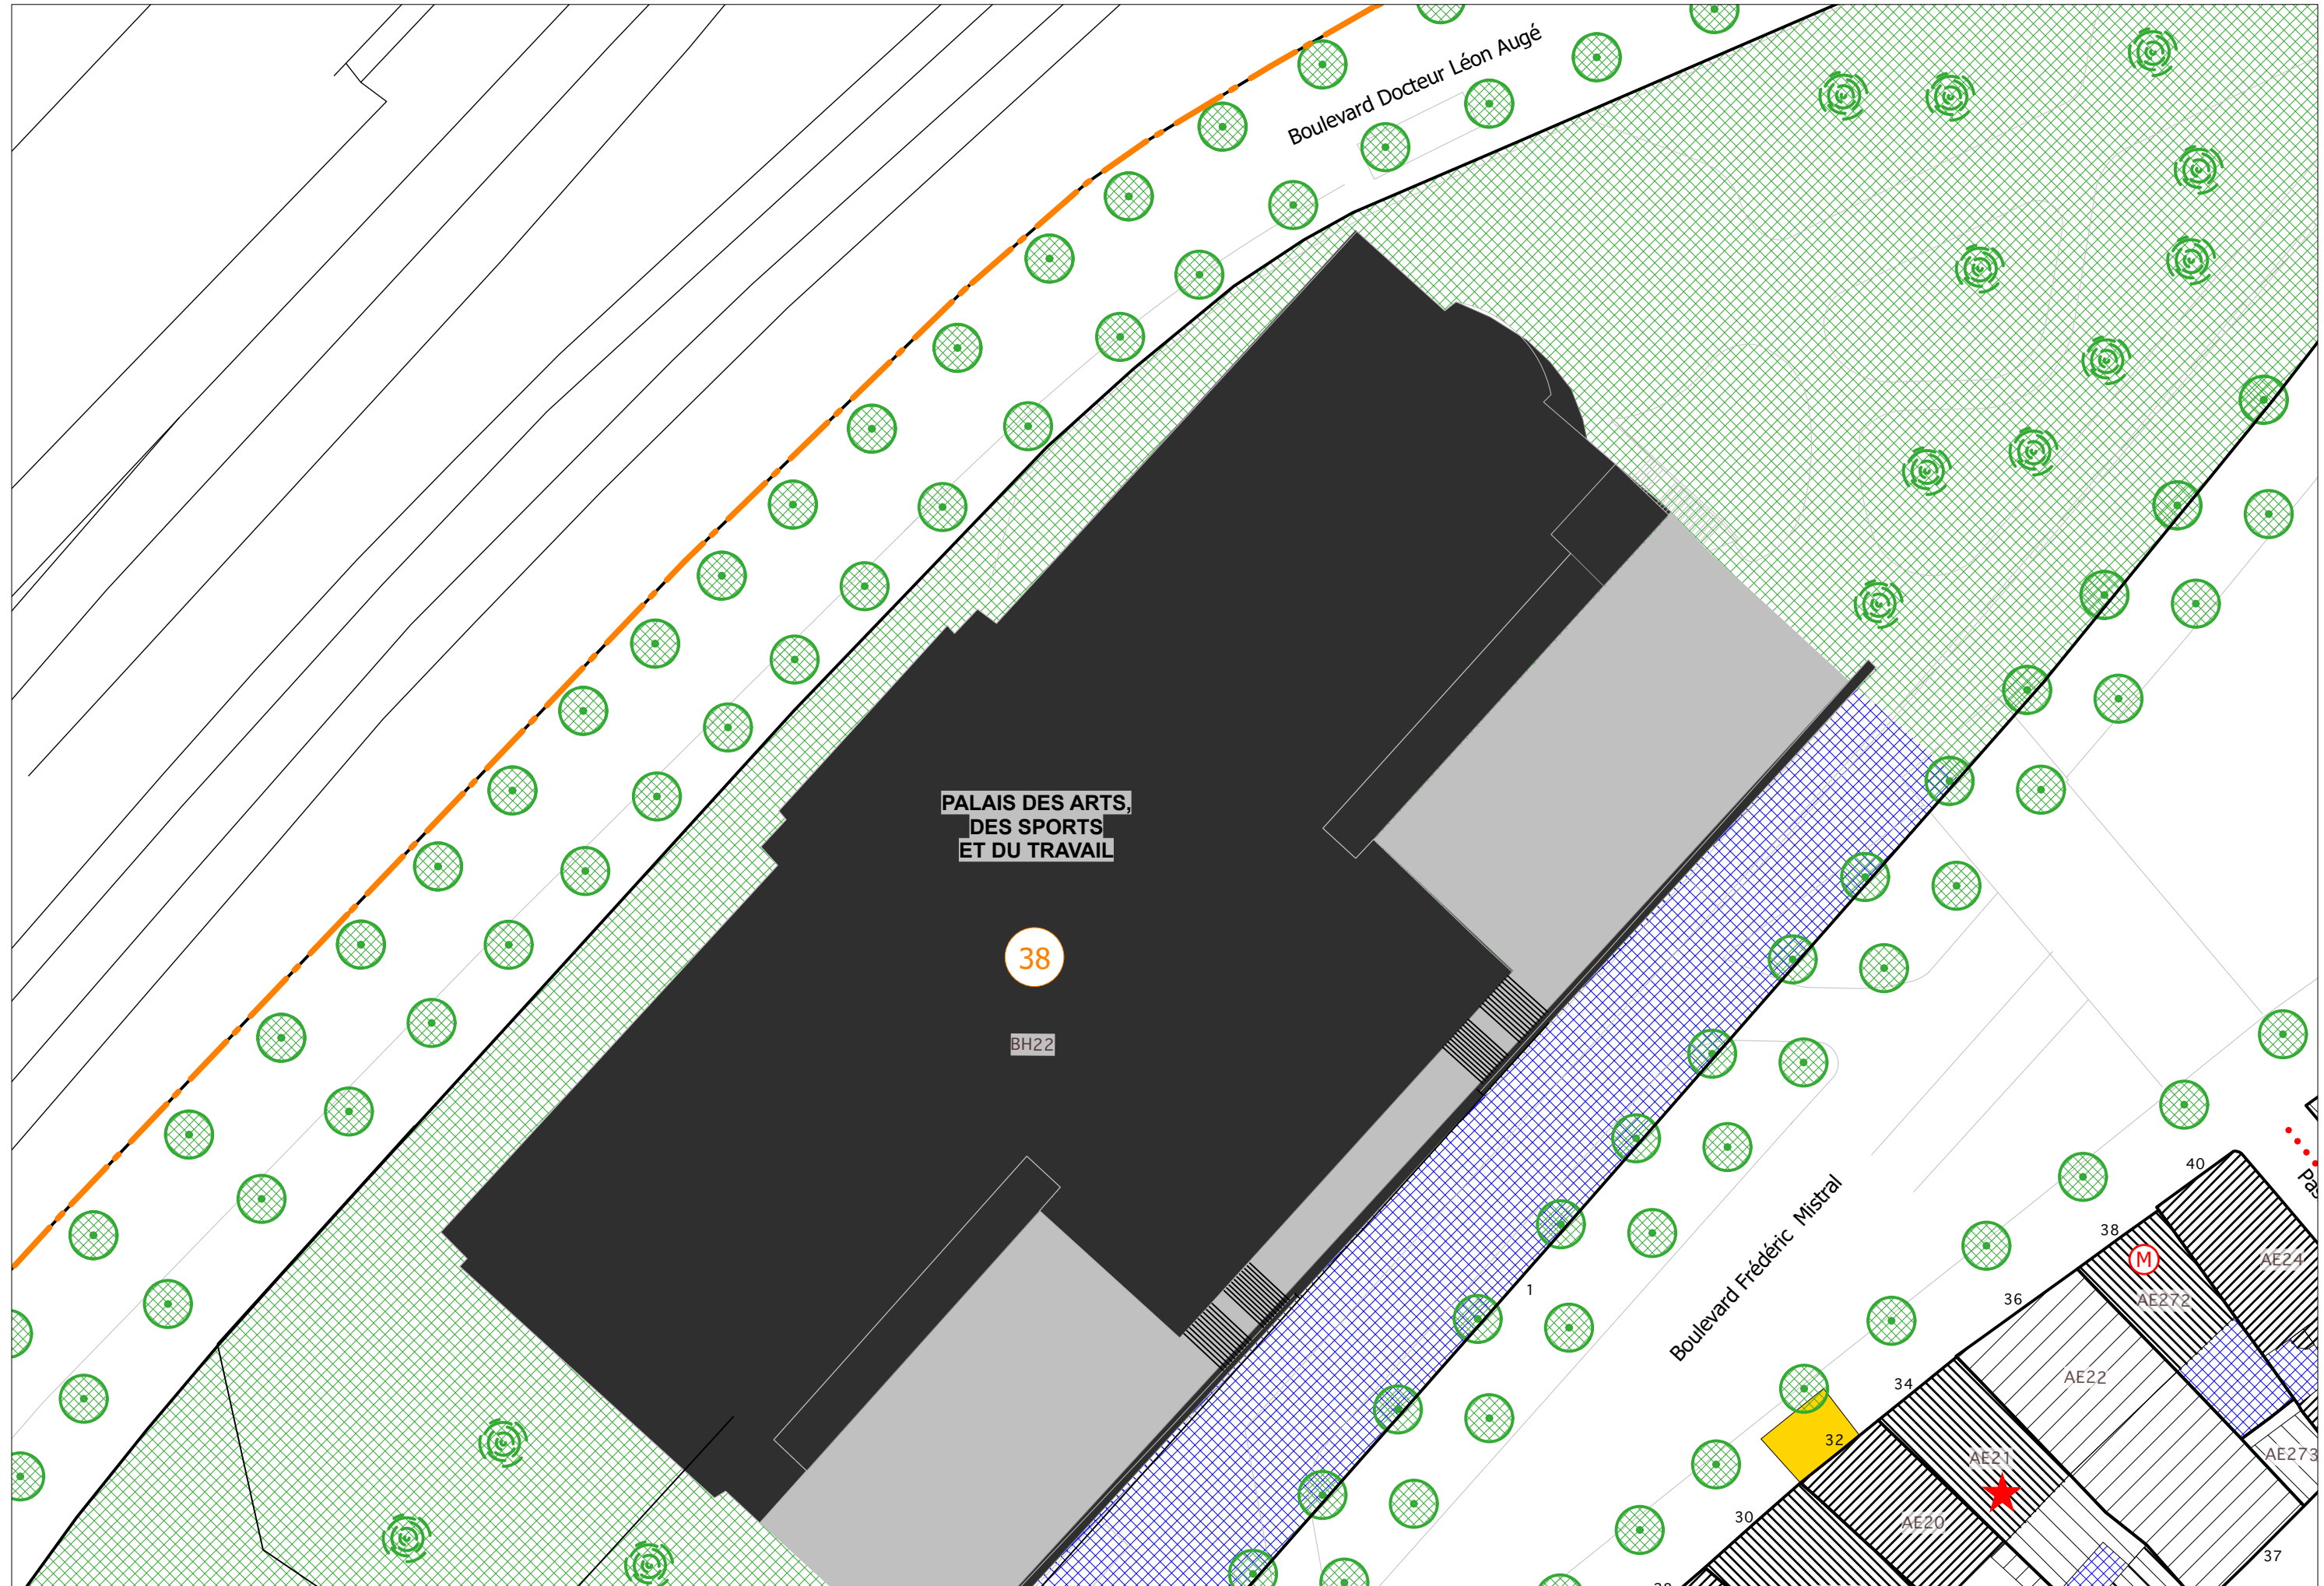 Boulevard Docteur Léon Augé
PALAIS DES ARTS,
DES SPORTS
ET DU TRAVAIL
38
BH22
Boulevard Frédéric Mistral
1
40
38
M
AE24
AE272
36
AE22
34
AE273
32
AE21
30
AE20
37